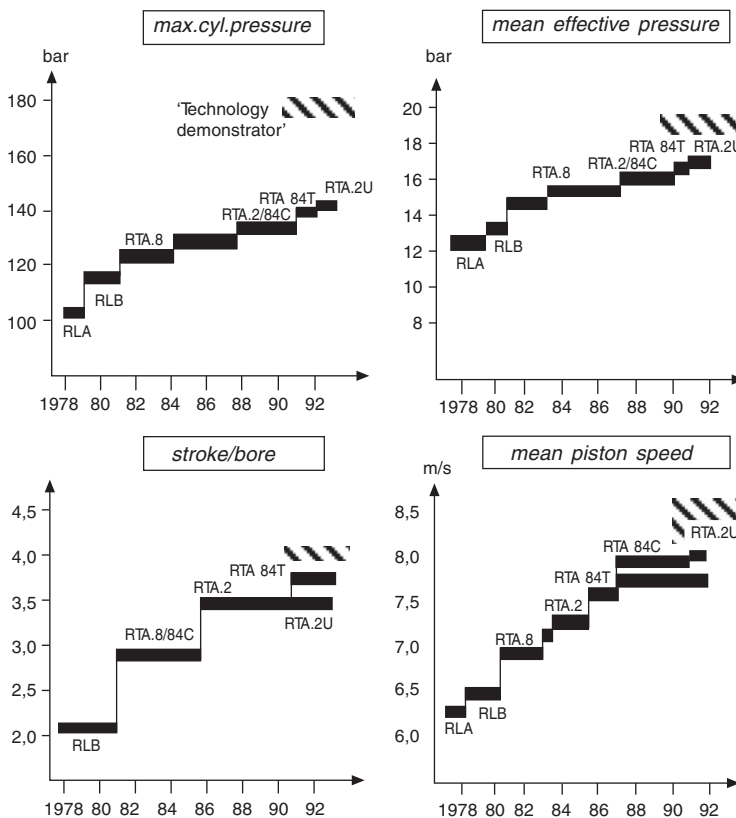 max.cyl.pressure
bar
180
160
140
120
100
'Technology
demonstrator'
RTA.2U
RTA 84T
RTA.2/84C
RTA.8
RLB
RLA
1978 80 82 84 86 88 90 92
mean effective pressure
bar
20
18
16
14
12
10
8
RTA 84T RTA.2U
RTA.2/84C
RTA.8
RLB
RLA
1978 80 82 84 86 88 90 92
stroke/bore
4,5
4,0
3,5
3,0
2,5
2,0
RTA 84T
RTA.2
RTA.2U
RTA.8/84C
RLB
1978 80 82 84 86 88 90 92
mean piston speed
m/s
8,5
8,0
7,5
7,0
6,5
6,0
RTA.2U
RTA 84C
RTA 84T
RTA.2
RTA.8
RLB
RLA
1978 80 82 84 86 88 90 92